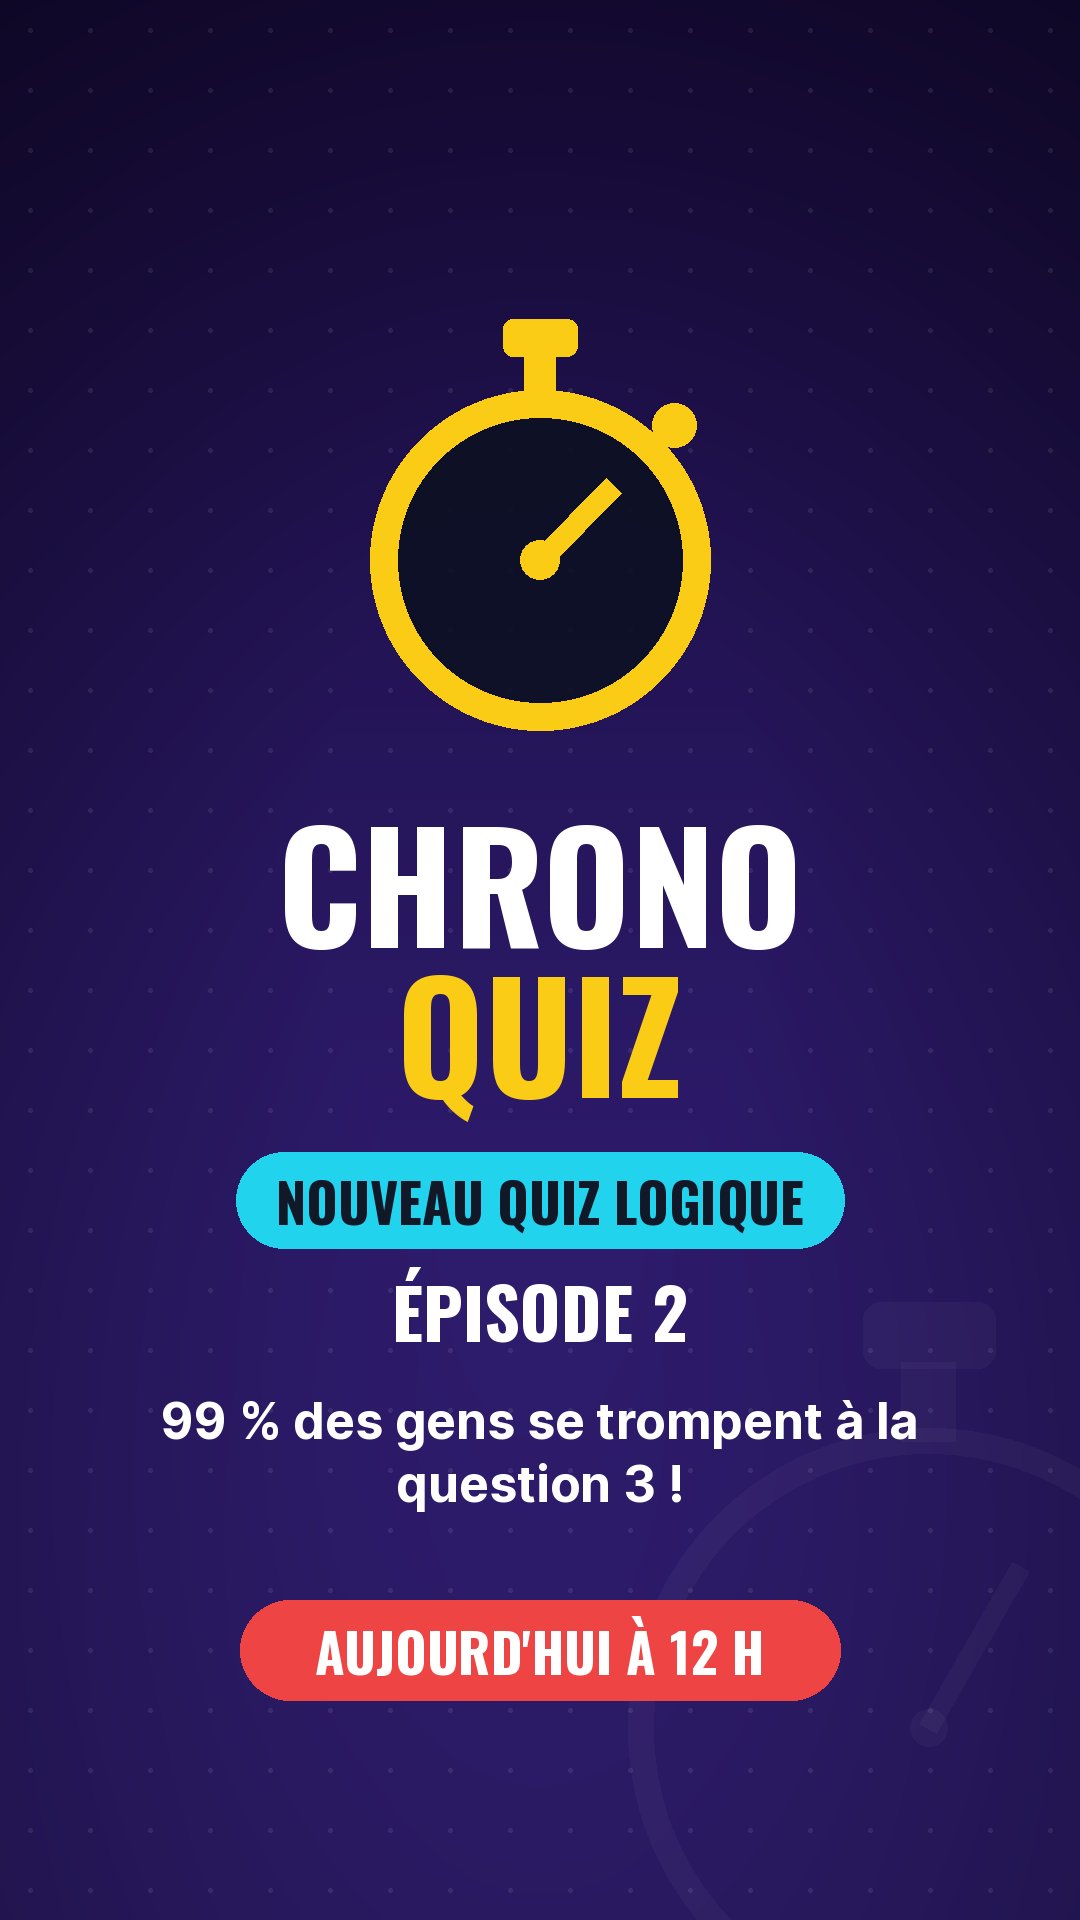 CHRONO
QUIZ
NOUVEAU QUIZ LOGIQUE
ÉPISODE 2
99 % des gens se trompent à la
question 3 !
AUJOURD'HUI À 12 H